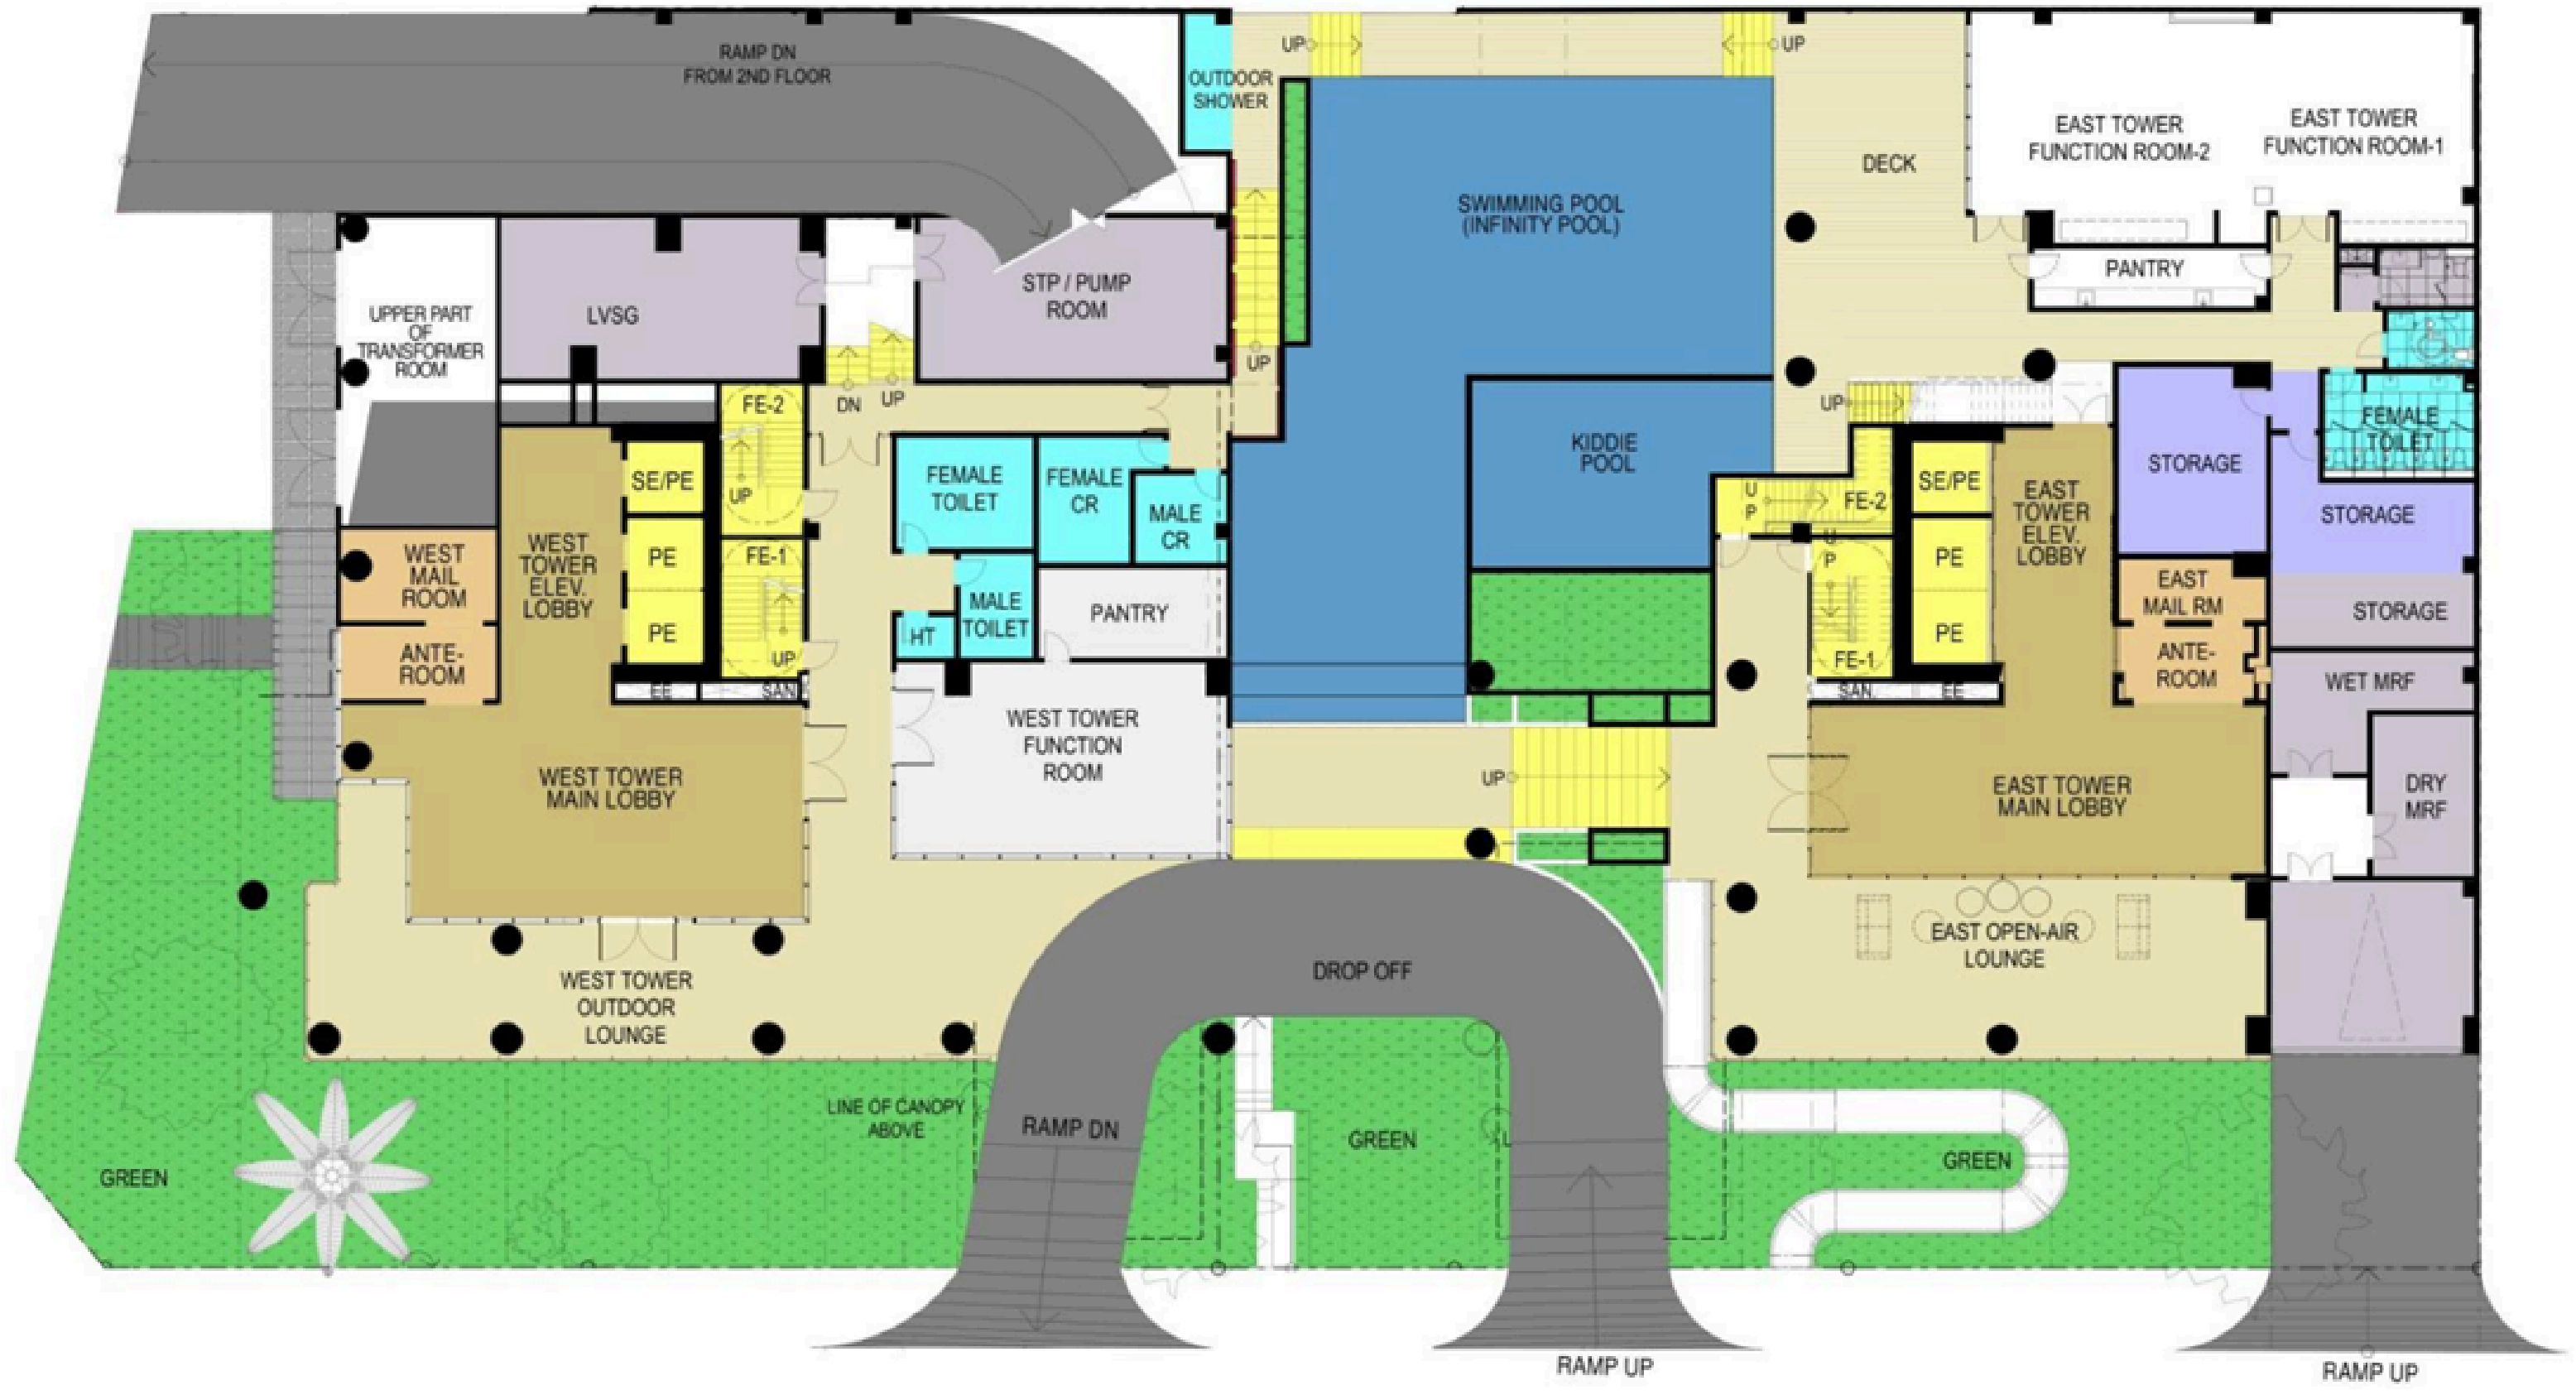 RAMP DN
FROM 2ND FLOOR
OUTDOOR
SHOWER
UP
UP
SWIMMING POOL
(INFINITY POOL)
DECK
EAST TOWER
FUNCTION ROOM-2
EAST TOWER
FUNCTION ROOM-1
UPPER PART
OF
TRANSFORMER
ROOM
LVSG
STP / PUMP
ROOM
UP
DN
UP
PANTRY
UP
FE-2
UP
SE/PE
PE
PE
FE-1
UP
EE
SAN.
WEST
TOWER
ELEV.
LOBBY
WEST
MAIL
ROOM
ANTE-
ROOM
FEMALE
TOILET
FEMALE
CR
MALE
CR
MALE
TOILET
HT
PANTRY
KIDDIE
POOL
UP
FE-2
UP
FE-1
SAN.
EE
SE/PE
PE
PE
EAST
TOWER
ELEV.
LOBBY
STORAGE
FEMALE
TOILET
STORAGE
STORAGE
EAST
MAIL RM
ANTE-
ROOM
WET MRF
DRY
MRF
WEST TOWER
MAIN LOBBY
WEST TOWER
FUNCTION
ROOM
UP
EAST TOWER
MAIN LOBBY
WEST TOWER
OUTDOOR
LOUNGE
DROP OFF
EAST OPEN-AIR
LOUNGE
LINE OF CANOPY
ABOVE
RAMP DN
GREEN
GREEN
GREEN
RAMP UP
RAMP UP